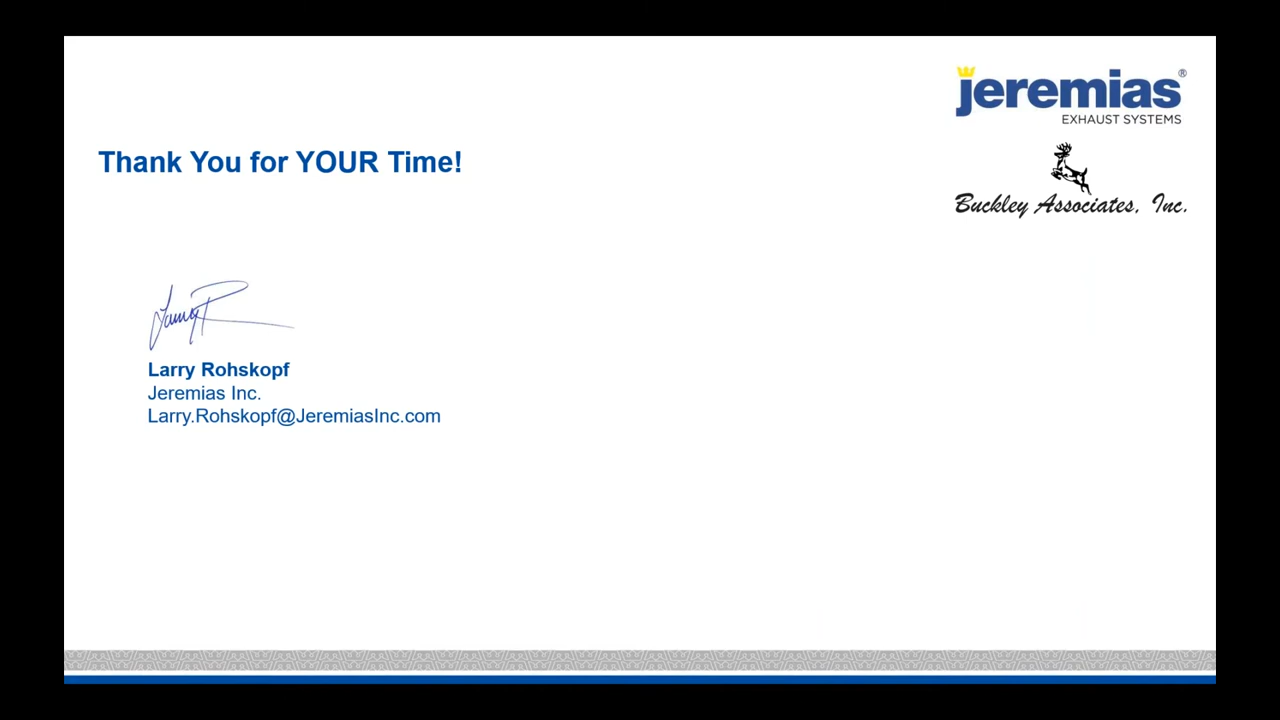 jeremias®
EXHAUST SYSTEMS
Thank You for YOUR Time!
Buckley Associates, Inc.
Larry R
Larry Rohskopf
Jeremias Inc.
Larry.Rohskopf@JeremiasInc.com